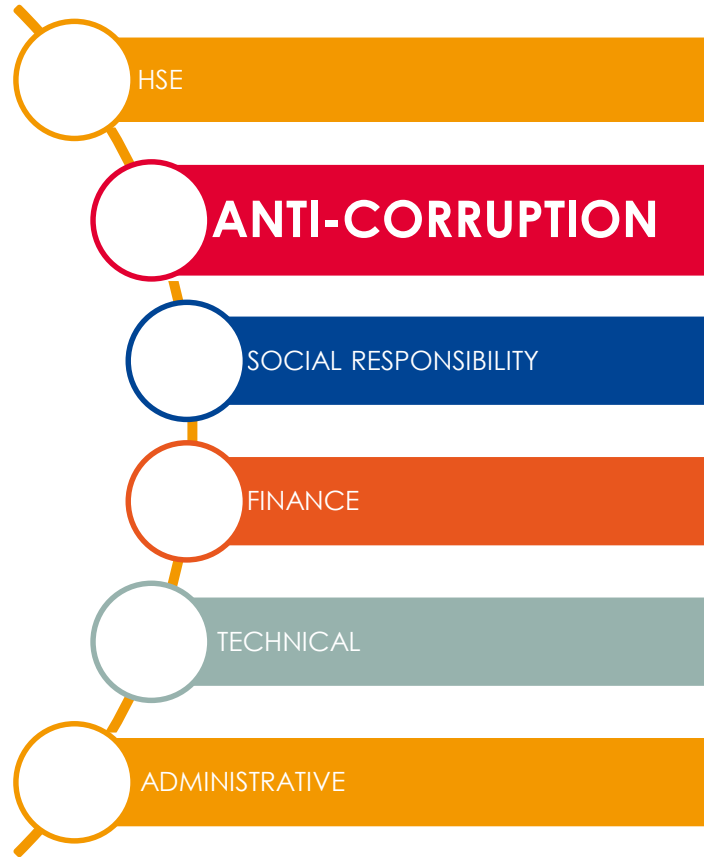 HSE
ANTI-CORRUPTION
SOCIAL RESPONSIBILITY
FINANCE
TECHNICAL
ADMINISTRATIVE